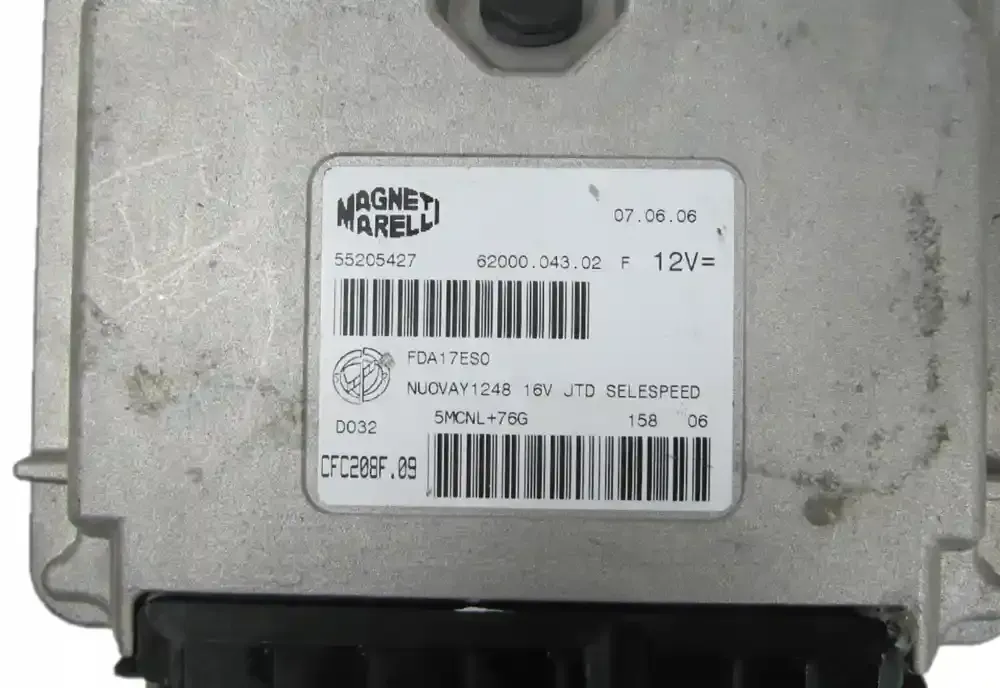 MAGNETI
MARELLI
07.06.06
55205427 62000.043.02 F 12V=
FDA17ES0
NUOVAY1248 16V JTD SELESPEED
D032 5MCNL+76G 158 06
CFC208F.09